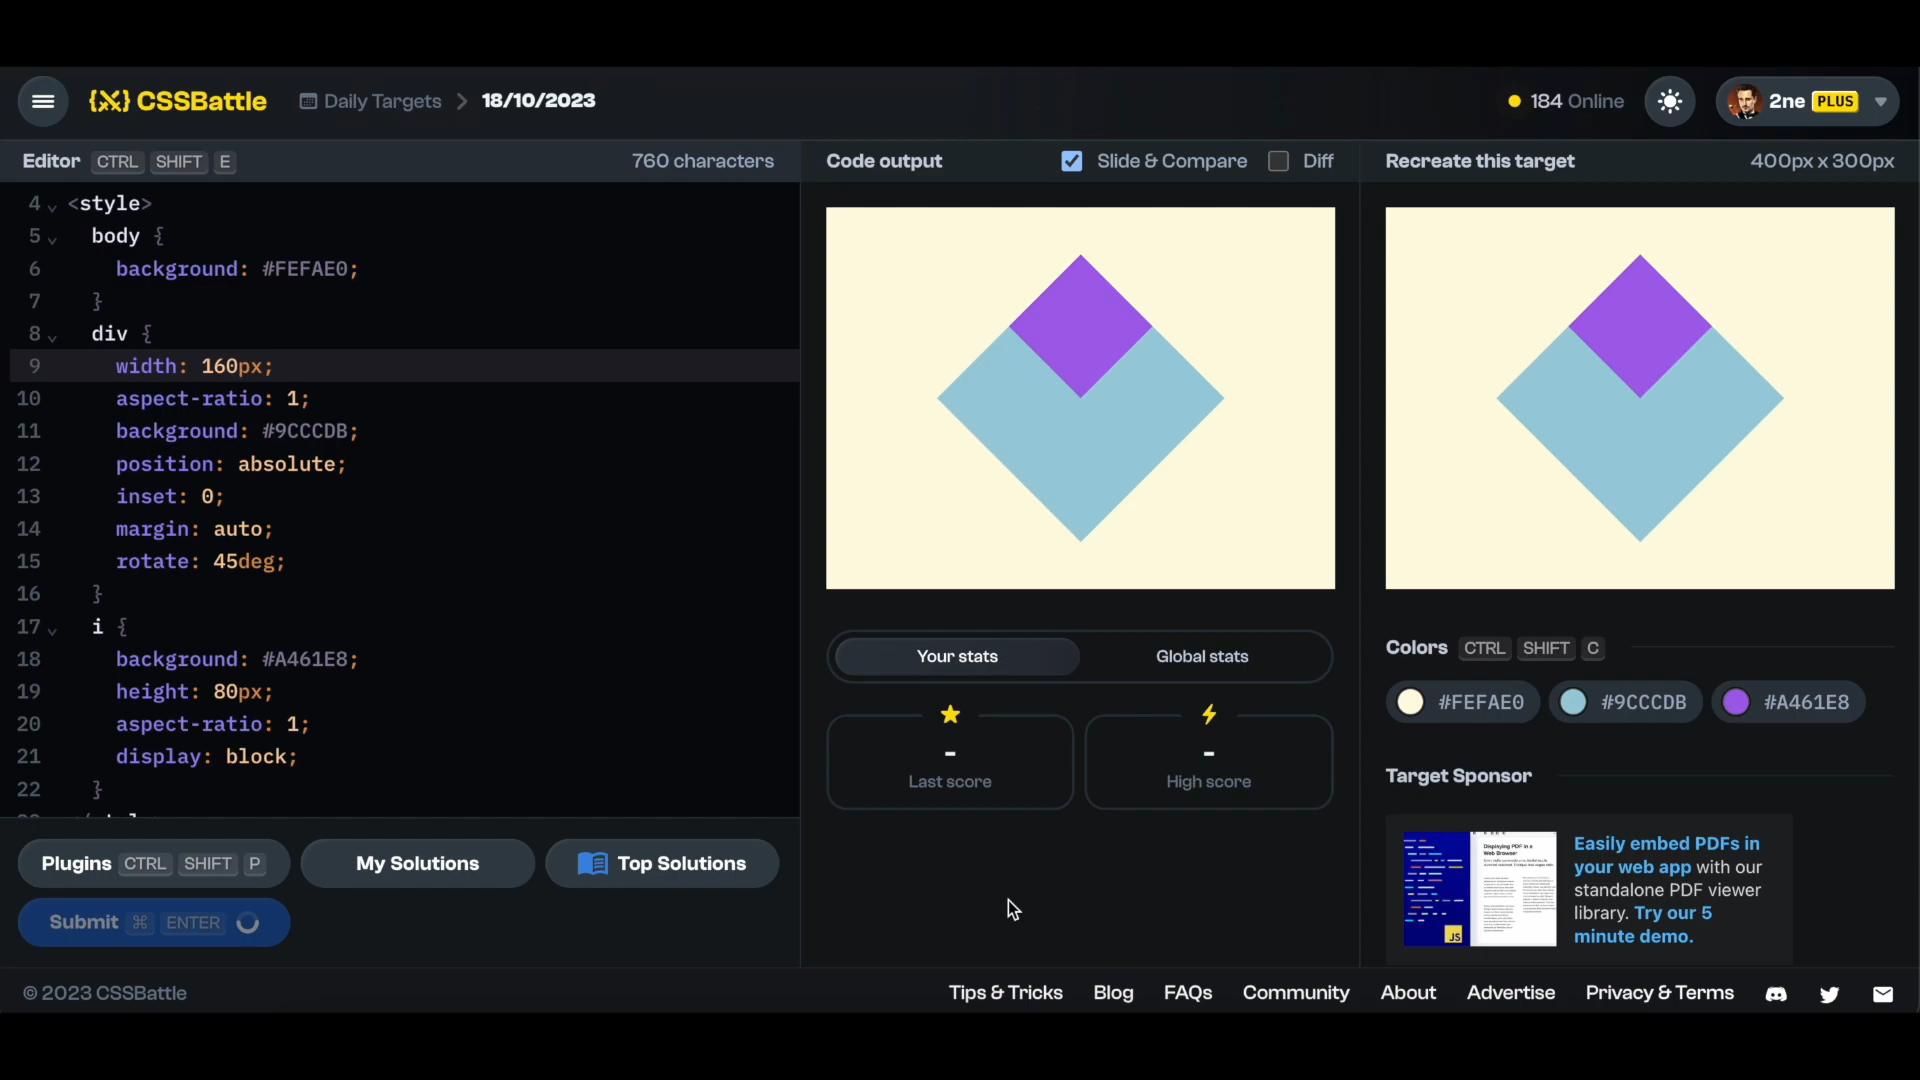 CSSBattle Daily Targets 18/10/2023
184 Online
2ne PLUS
Editor CTRL SHIFT E 760 characters
4 <style>
5 body {
6 background: #FEFAE0;
7 }
8 div {
9 width: 160px;
10 aspect-ratio: 1;
11 background: #9CCCDB;
12 position: absolute;
13 inset: 0;
14 margin: auto;
15 rotate: 45deg;
16 }
17 i {
18 background: #A461E8;
19 height: 80px;
20 aspect-ratio: 1;
21 display: block;
22 }
Plugins CTRL SHIFT P
My Solutions
Top Solutions
Submit ⌘ ENTER
Code output Slide & Compare Diff
Your stats Global stats
-
Last score
-
High score
Recreate this target 400px x 300px
Colors CTRL SHIFT C
#FEFAE0 #9CCCDB #A461E8
Target Sponsor
Displaying PDF in a
Web Browser
JS
Easily embed PDFs in
your web app with our
standalone PDF viewer
library. Try our 5
minute demo.
© 2023 CSSBattle
Tips & Tricks Blog FAQs Community About Advertise Privacy & Terms